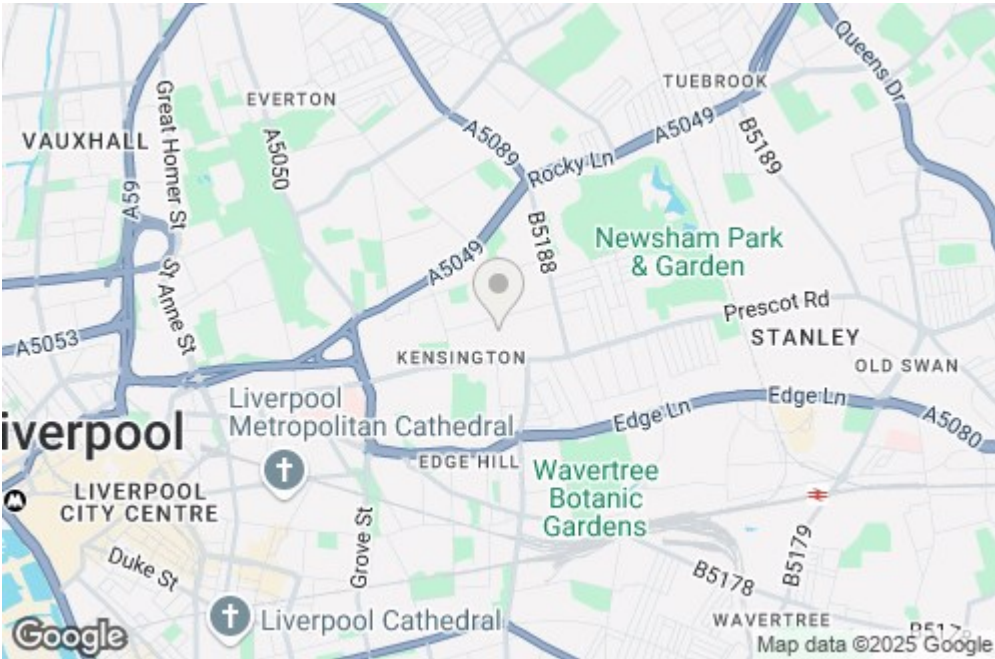 TUEBROOK
Queens Dr
EVERTON
Great Homer St
VAUXHALL
A5050
A5089
A5049
B5189
Rocky Ln
A59
B5188
Newsham Park
& Garden
A5049
St Anne St
Prescot Rd
A5053
STANLEY
KENSINGTON
OLD SWAN
Liverpool
Metropolitan Cathedral
Edge Ln
Edge Ln
A5080
iverpool
EDGE HILL
Wavertree
Botanic
Gardens
LIVERPOOL
CITY CENTRE
Grove St
Duke St
B5179
B5178
Liverpool Cathedral
WAVERTREE
Google
Map data ©2025 Google